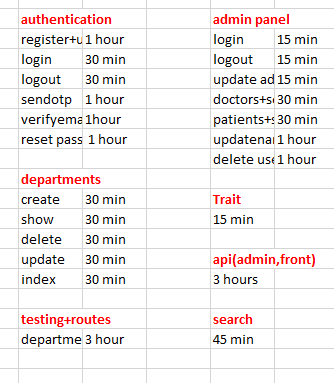 authentication
register+u 1 hour
login 30 min
logout 30 min
sendotp 1 hour
verifyema 1hour
reset pass 1 hour
departments
create 30 min
show 30 min
delete 30 min
update 30 min
index 30 min
testing+routes
departme 3 hour
admin panel
login 15 min
logout 15 min
update ad 15 min
doctors+se 30 min
patients+s 30 min
updatenar 1 hour
delete use 1 hour
Trait
15 min
api(admin,front)
3 hours
search
45 min